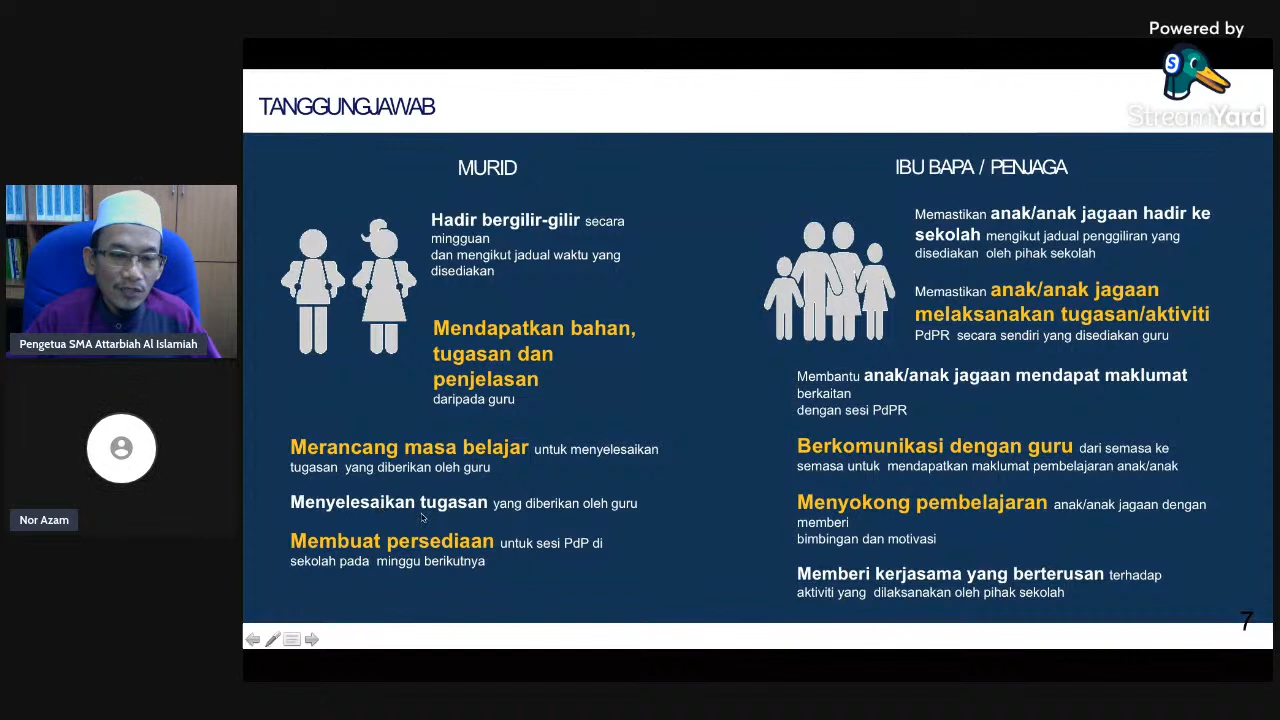 Powered by
S
StreamYard
TANGGUNGJAWAB
MURID
Hadir bergilir-gilir secara
mingguan
dan mengikut jadual waktu yang
disediakan
Mendapatkan bahan,
tugasan dan
penjelasan
daripada guru
Merancang masa belajar untuk menyelesaikan
tugasan yang diberikan oleh guru
Menyelesaikan tugasan yang diberikan oleh guru
Membuat persediaan untuk sesi PdP di
sekolah pada minggu berikutnya
IBU BAPA / PENJAGA
Memastikan anak/anak jagaan hadir ke
sekolah mengikut jadual penggiliran yang
disediakan oleh pihak sekolah
Memastikan anak/anak jagaan
melaksanakan tugasan/aktiviti
PdPR secara sendiri yang disediakan guru
Membantu anak/anak jagaan mendapat maklumat
berkaitan
dengan sesi PdPR
Berkomunikasi dengan guru dari semasa ke
semasa untuk mendapatkan maklumat pembelajaran anak/anak
Menyokong pembelajaran anak/anak jagaan dengan
memberi
bimbingan dan motivasi
Memberi kerjasama yang berterusan terhadap
aktiviti yang dilaksanakan oleh pihak sekolah
7
Pengetua SMA Attarbiah Al Islamiah
Nor Azam